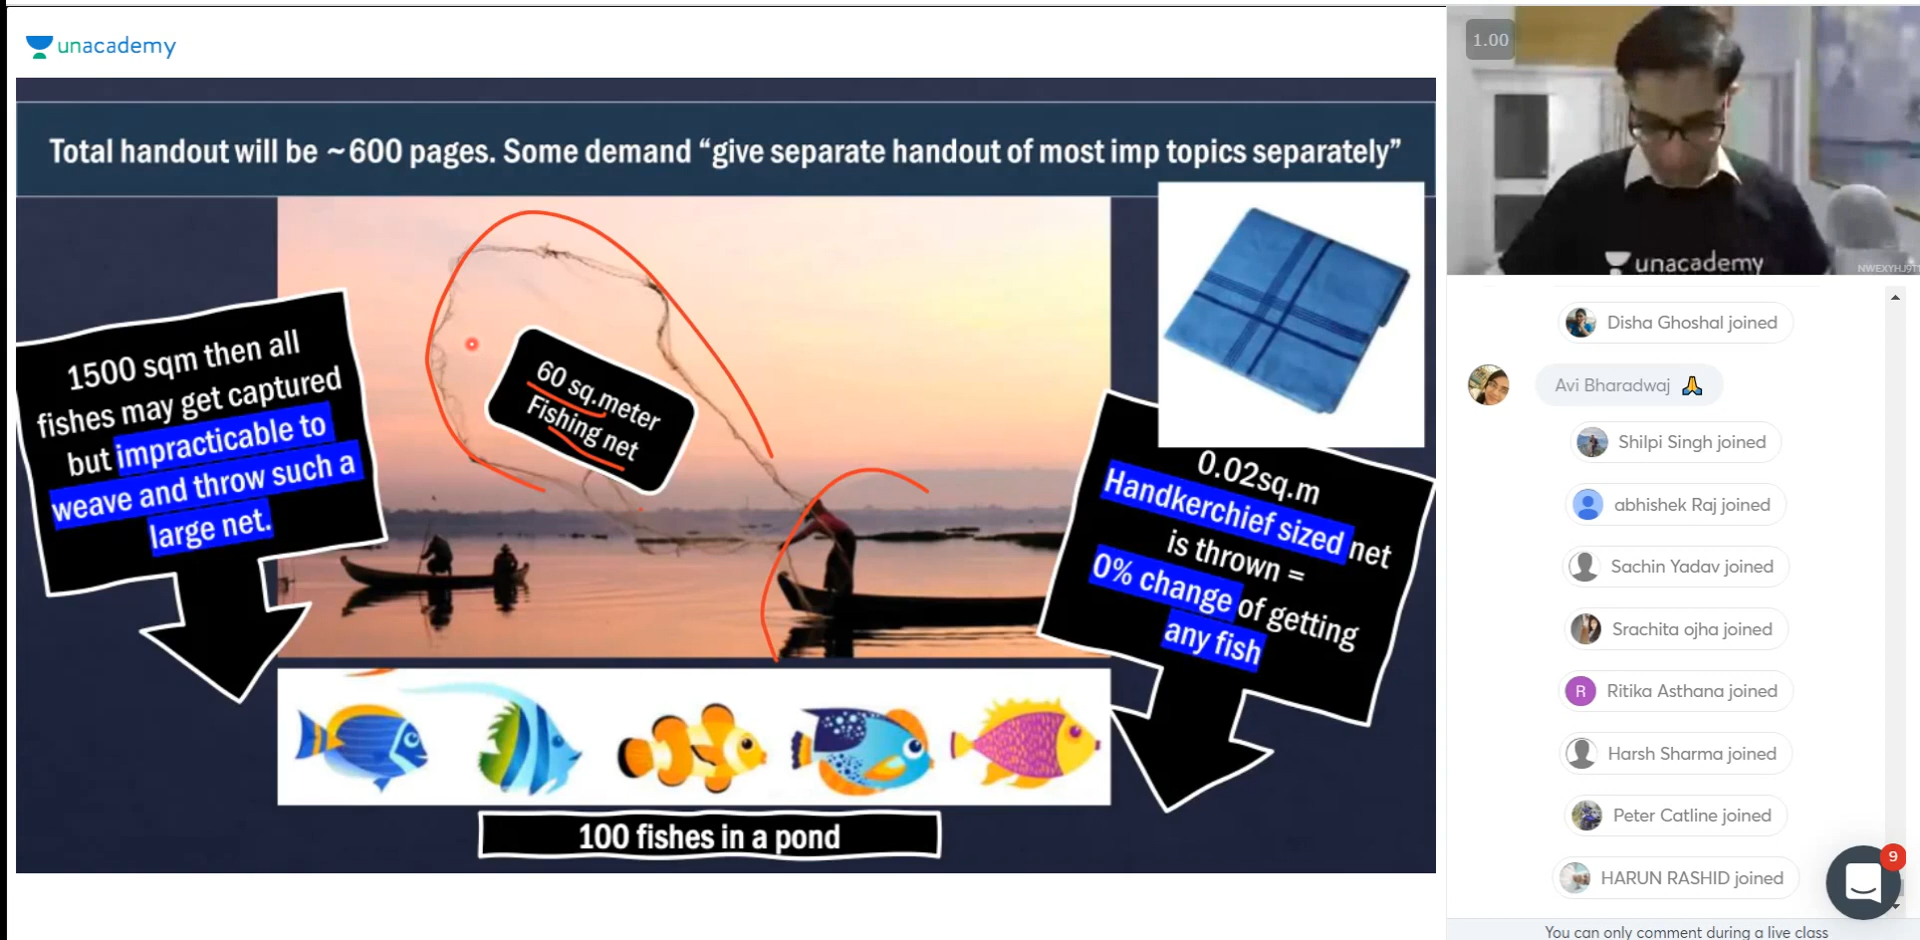 unacademy
Total handout will be ~600 pages. Some demand “give separate handout of most imp topics separately”
1500 sqm then all
fishes may get captured
but impracticable to
weave and throw such a
large net.
60 sq.meter
Fishing net
0.02sq.m
Handkerchief sized net
is thrown =
0% change of getting
any fish
100 fishes in a pond
1.00
unacademy
Disha Ghoshal joined
Avi Bharadwaj 🙏
Shilpi Singh joined
abhishek Raj joined
Sachin Yadav joined
Srachita ojha joined
R Ritika Asthana joined
Harsh Sharma joined
Peter Catline joined
9
HARUN RASHID joined
You can only comment during a live class